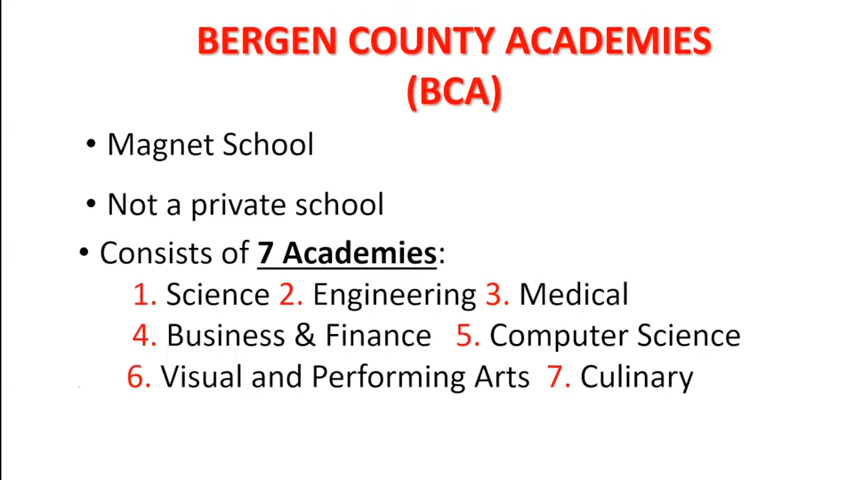 BERGEN COUNTY ACADEMIES
(BCA)
• Magnet School
• Not a private school
• Consists of 7 Academies:
1. Science 2. Engineering 3. Medical
4. Business & Finance 5. Computer Science
6. Visual and Performing Arts 7. Culinary